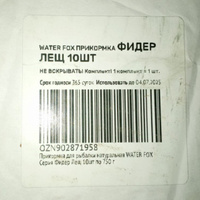 WATER FOX ПРИКОРМКА ФИДЕР
ЛЕЩ 10ШТ
НЕ ВСКРЫВАТЬ! Комплект! 1 комплект = 1 шт.
Срок годности 365 суток. Использовать до 04.07.2025
OZN902871958
Прикормка для рыбалки натуральная WATER FOX
Серия Фидер Лещ, 10шт по 750 г